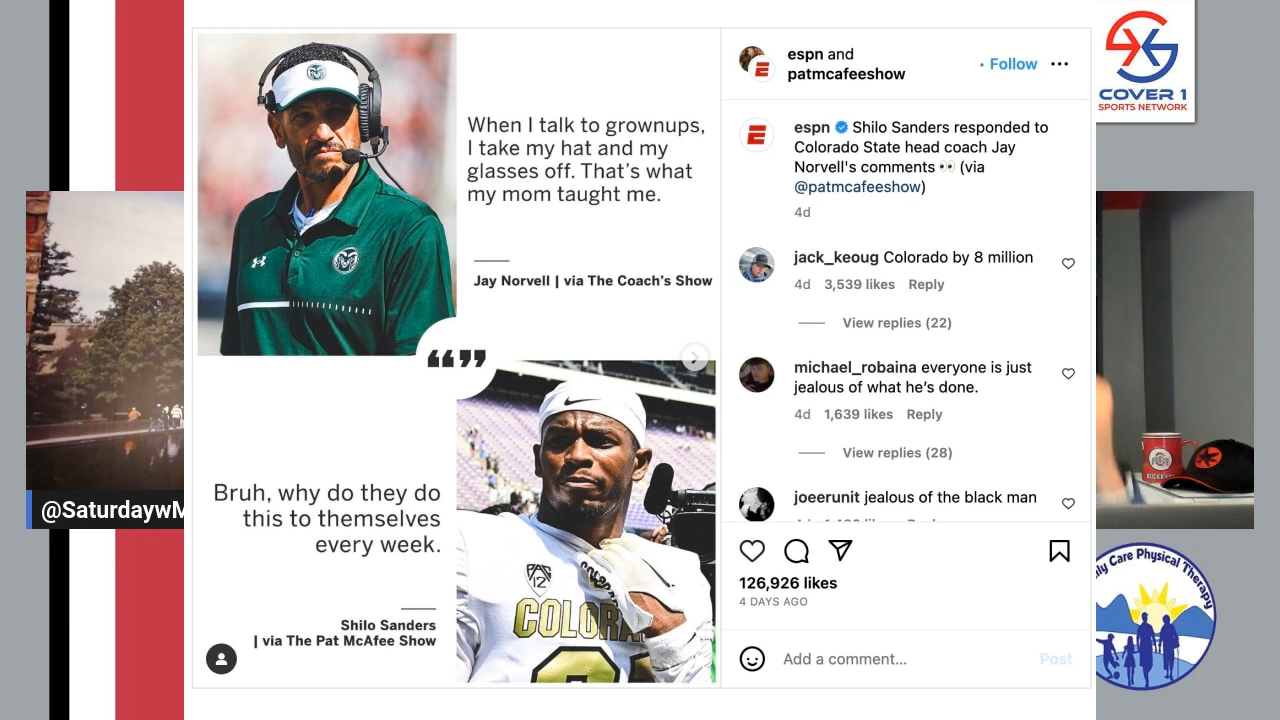 When I talk to grownups,
I take my hat and my
glasses off. That's what
my mom taught me.
Jay Norvell | via The Coach's Show
Bruh, why do they do
this to themselves
every week.
Shilo Sanders
| via The Pat McAfee Show
PAC
12
COLORA
espn and
patmcafeeshow
• Follow
espn Shilo Sanders responded to
Colorado State head coach Jay
Norvell's comments 👀 (via
@patmcafeeshow)
4d
jack_keoug Colorado by 8 million
4d 3,539 likes Reply
View replies (22)
michael_robaina everyone is just
jealous of what he's done.
4d 1,639 likes Reply
View replies (28)
joeerunit jealous of the black man
126,926 likes
4 DAYS AGO
Add a comment...
Post
@SaturdaywM
COVER 1
SPORTS NETWORK
ly Care Physical Therapy